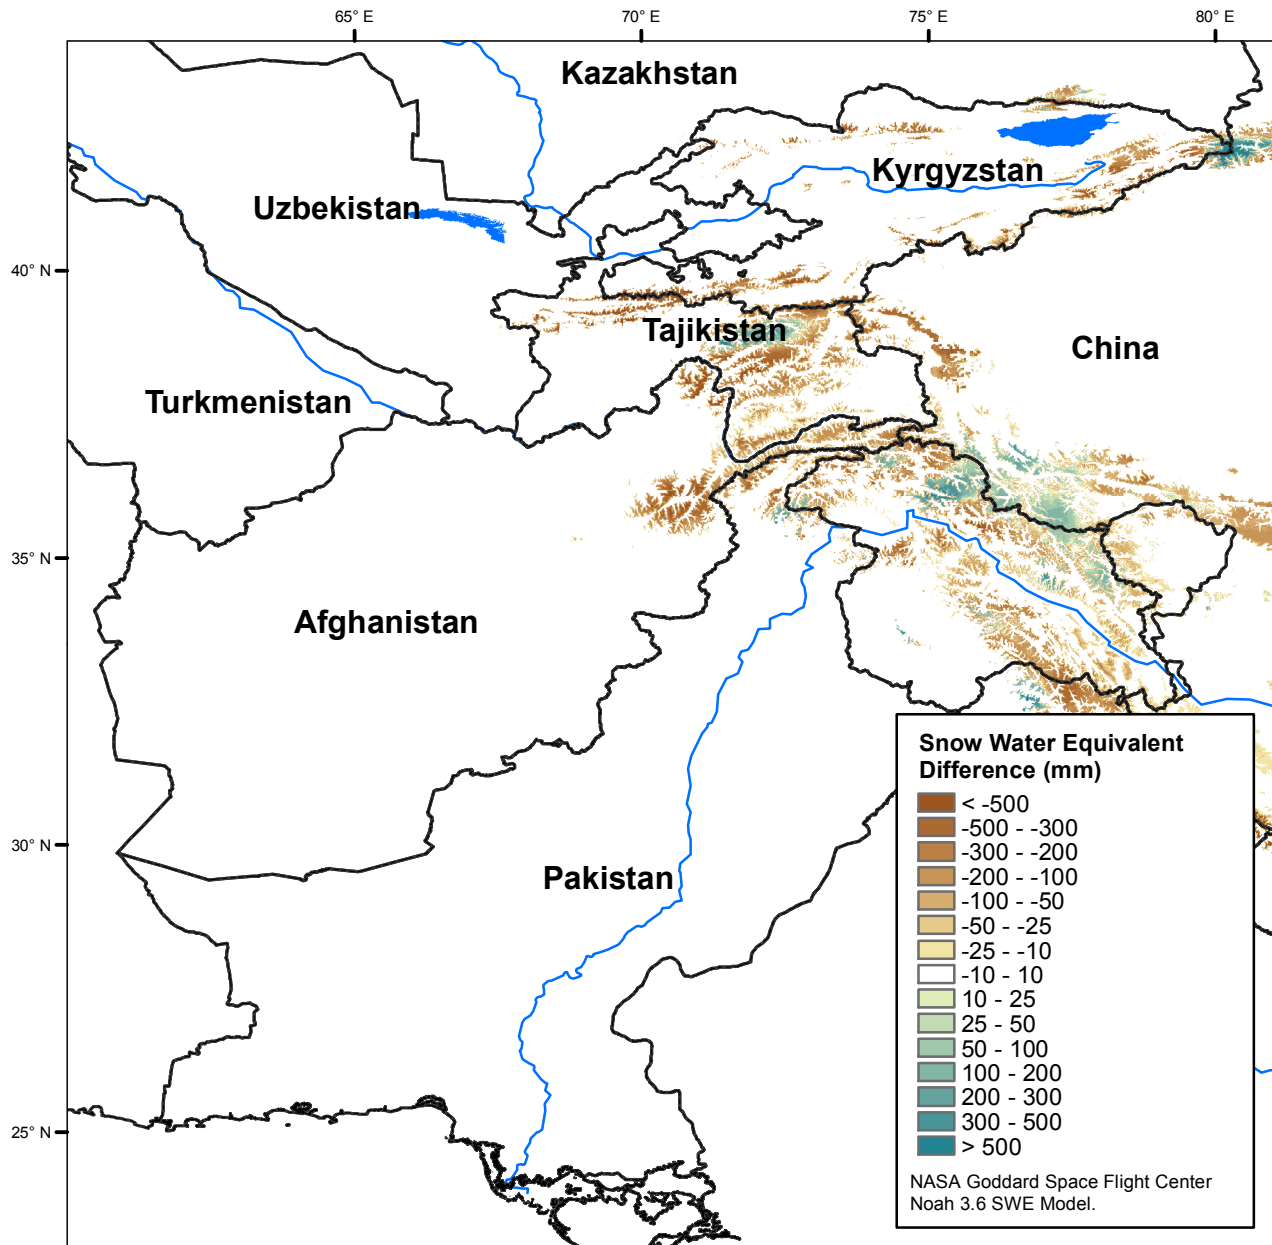 65° E
70° E
75° E
80° E
Kazakhstan
Kyrgyzstan
Uzbekistan
40° N
Tajikistan
China
Turkmenistan
35° N
Afghanistan
30° N
Pakistan
25° N
Snow Water Equivalent
Difference (mm)
< -500
-500 - -300
-300 - -200
-200 - -100
-100 - -50
-50 - -25
-25 - -10
-10 - 10
10 - 25
25 - 50
50 - 100
100 - 200
200 - 300
300 - 500
> 500
NASA Goddard Space Flight Center
Noah 3.6 SWE Model.